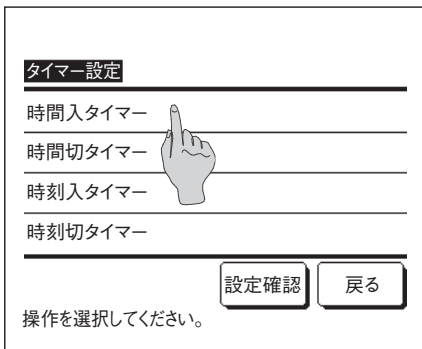 タイマー設定
時間入タイマー
時間切タイマー
時刻入タイマー
時刻切タイマー
設定確認 戻る
操作を選択してください。